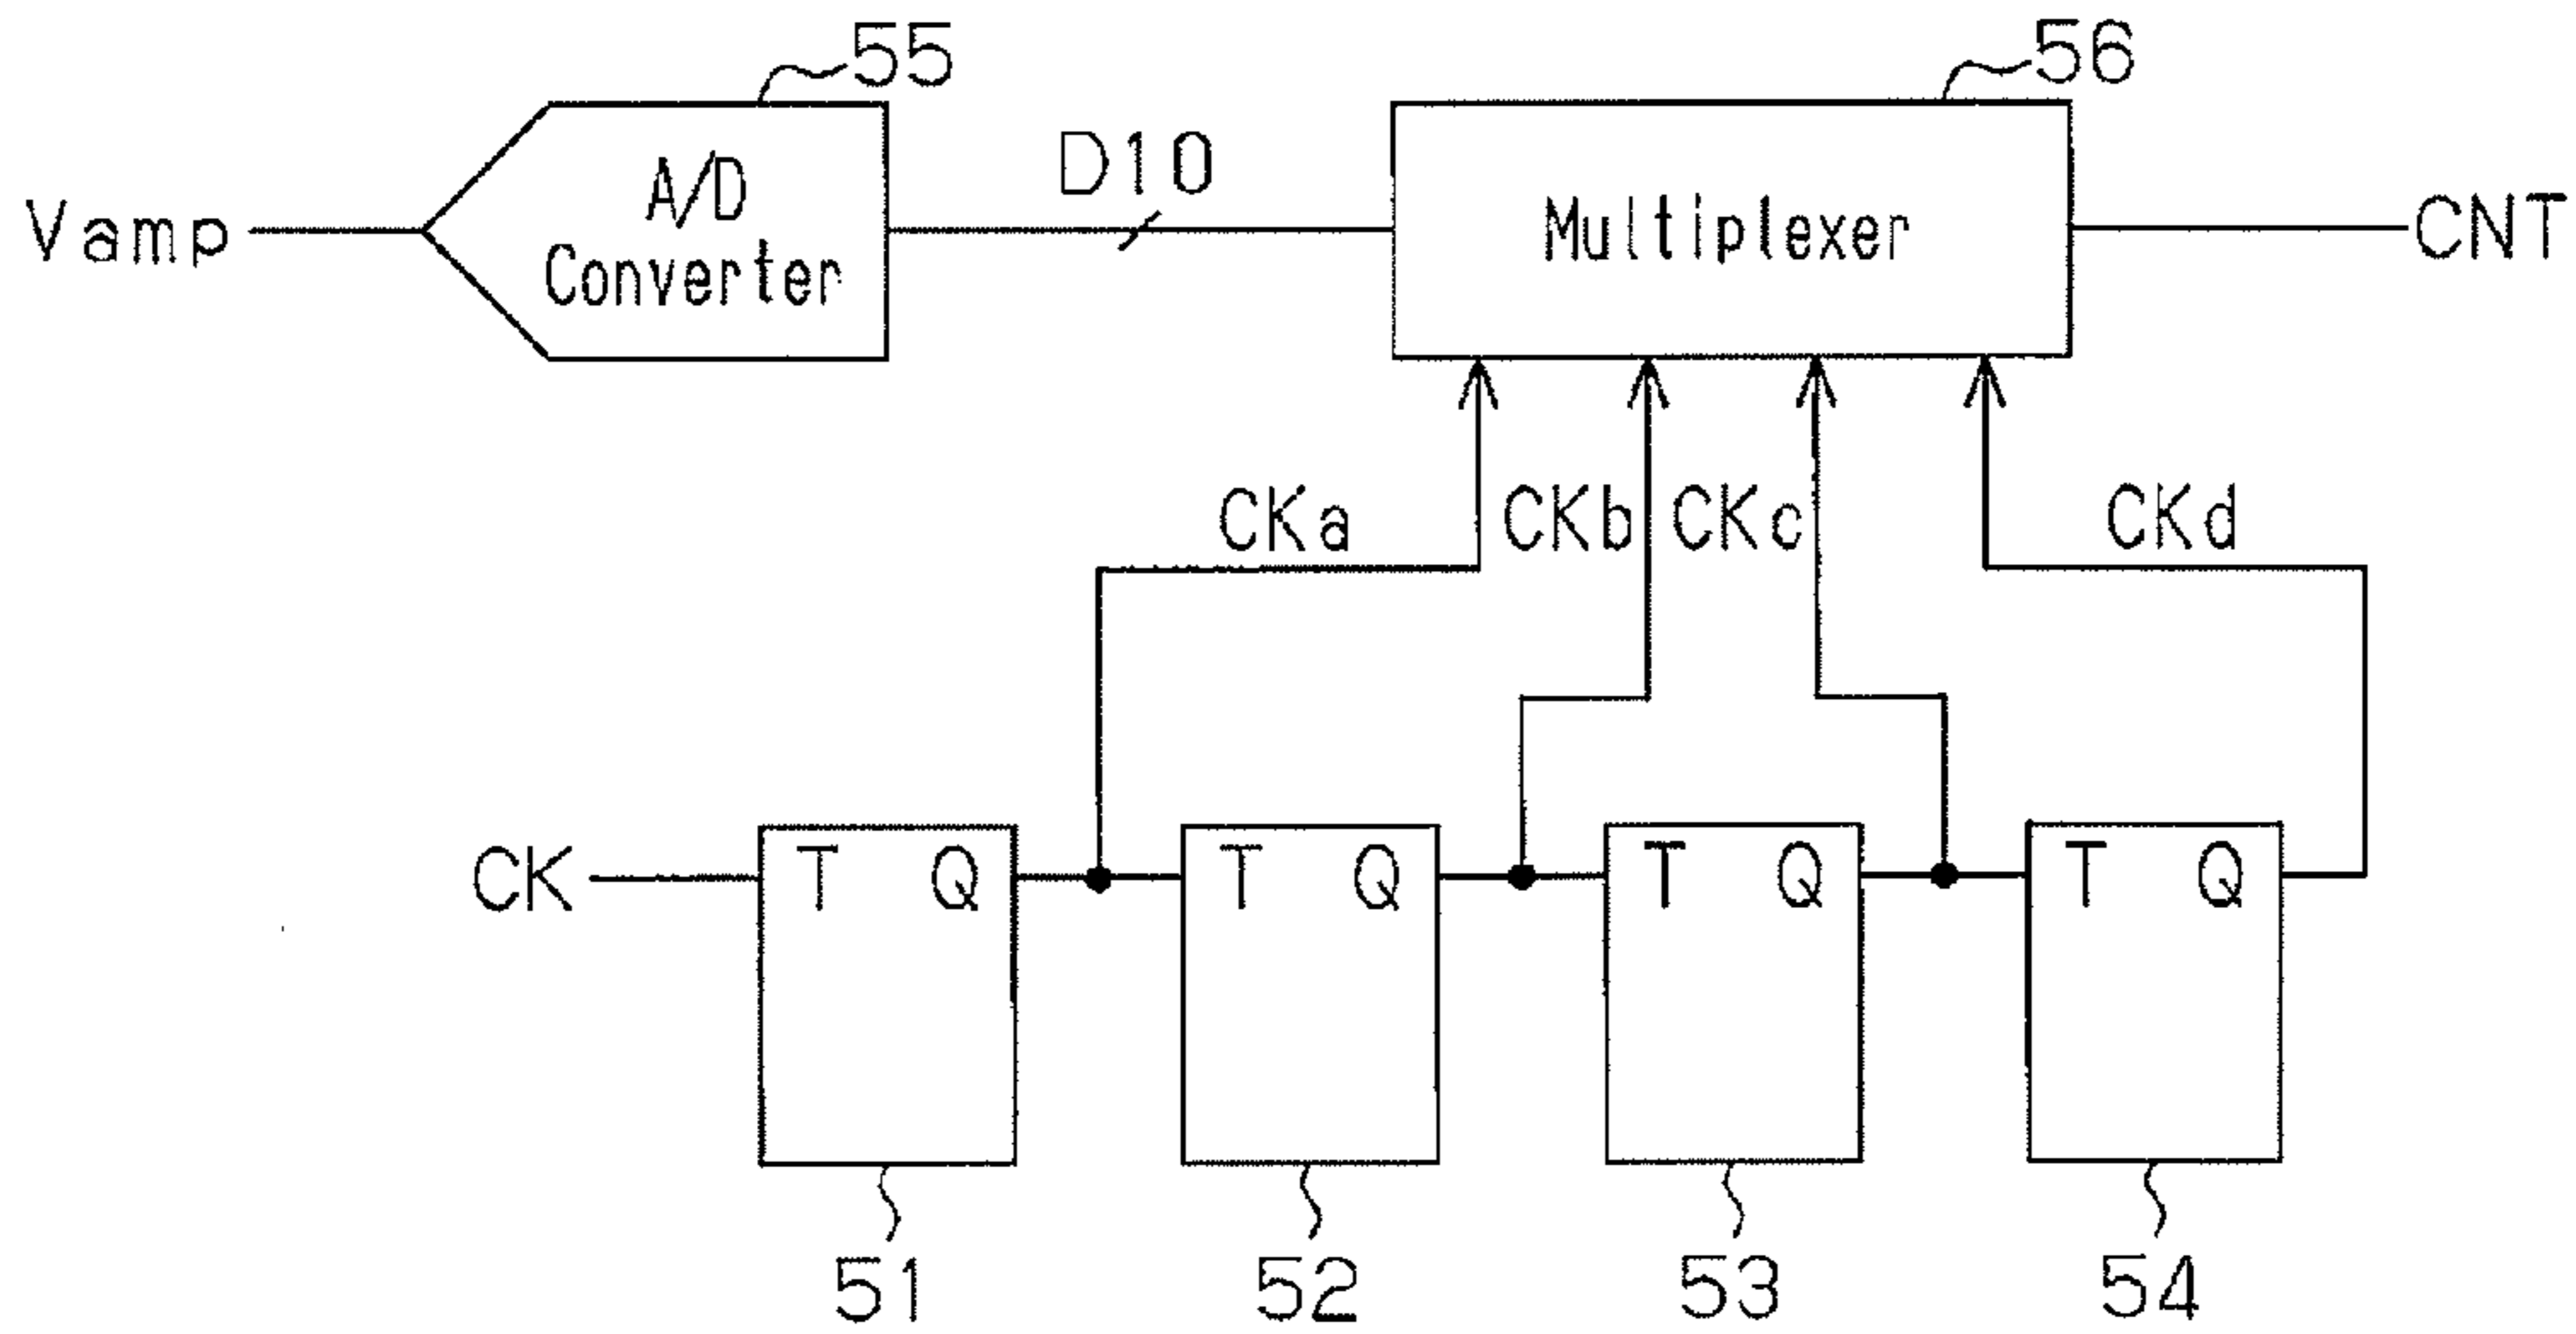 55
56
A/D
Converter
D10
Vamp
Multiplexer
CNT
CKa
CKb
CKc
CKd
CK
T Q
T Q
T Q
T Q
51
52
53
54